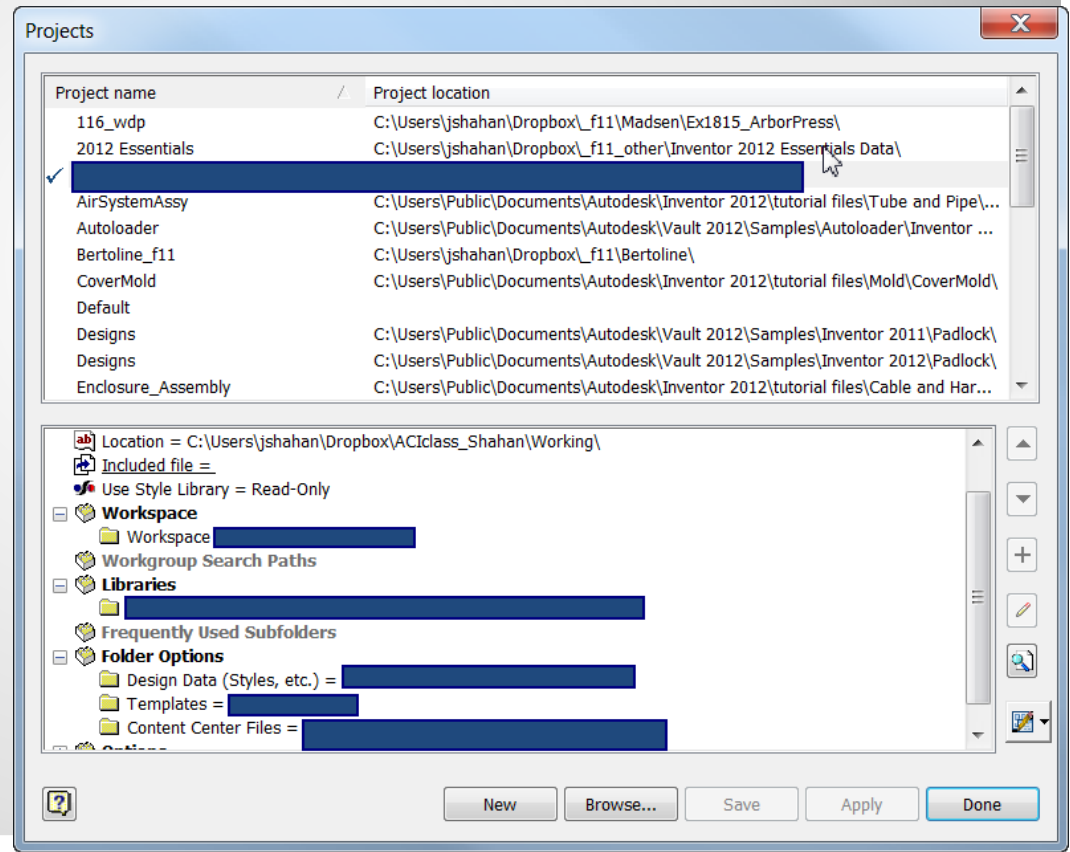 Projects
Project name Project location
116_wdp C:\Users\jshahan\Dropbox\_f11\Madsen\Ex1815_ArborPress\
2012 Essentials C:\Users\jshahan\Dropbox\_f11_other\Inventor 2012 Essentials Data\
AirSystemAssy C:\Users\Public\Documents\Autodesk\Inventor 2012\tutorial files\Tube and Pipe\...
Autoloader C:\Users\Public\Documents\Autodesk\Vault 2012\Samples\Autoloader\Inventor ...
Bertoline_f11 C:\Users\jshahan\Dropbox\_f11\Bertoline\
CoverMold C:\Users\Public\Documents\Autodesk\Inventor 2012\tutorial files\Mold\CoverMold\
Default
Designs C:\Users\Public\Documents\Autodesk\Vault 2012\Samples\Inventor 2011\Padlock\
Designs C:\Users\Public\Documents\Autodesk\Vault 2012\Samples\Inventor 2012\Padlock\
Enclosure_Assembly C:\Users\Public\Documents\Autodesk\Inventor 2012\tutorial files\Cable and Har...
Location = C:\Users\jshahan\Dropbox\ACIclass_Shahan\Working\
Included file =
Use Style Library = Read-Only
Workspace
Workspace
Workgroup Search Paths
Libraries
Frequently Used Subfolders
Folder Options
Design Data (Styles, etc.) =
Templates =
Content Center Files =
Options
New Browse... Save Apply Done